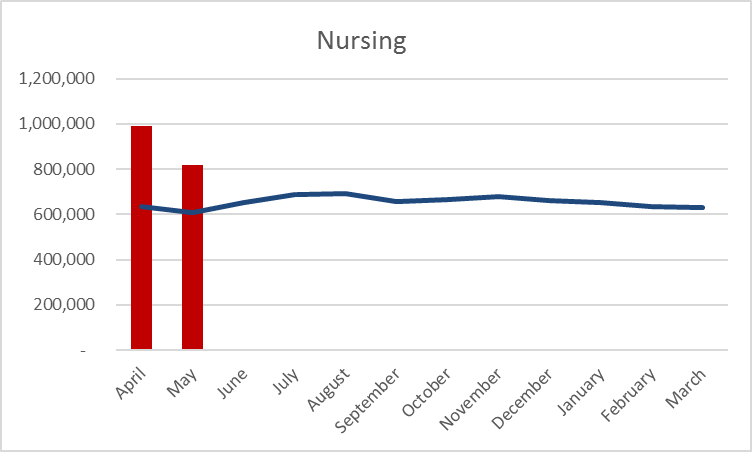 Nursing
1,200,000
1,000,000
800,000
600,000
400,000
200,000
-
April
May
June
July
August
September
October
November
December
January
February
March